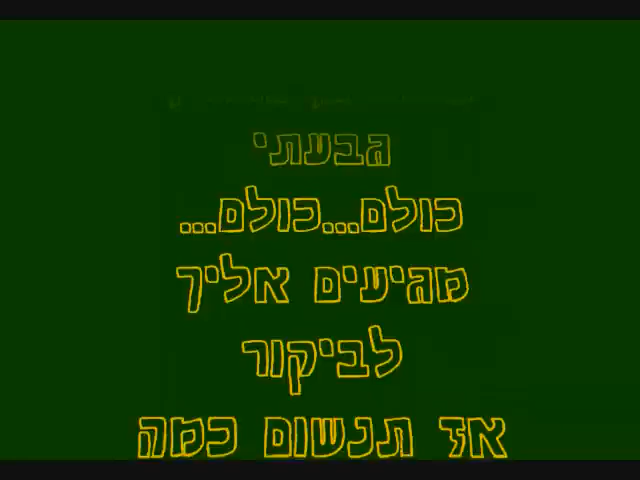 גבעתי
כולם...כולם...
מגיעים אליך
לביקור
אז תנשום כמה